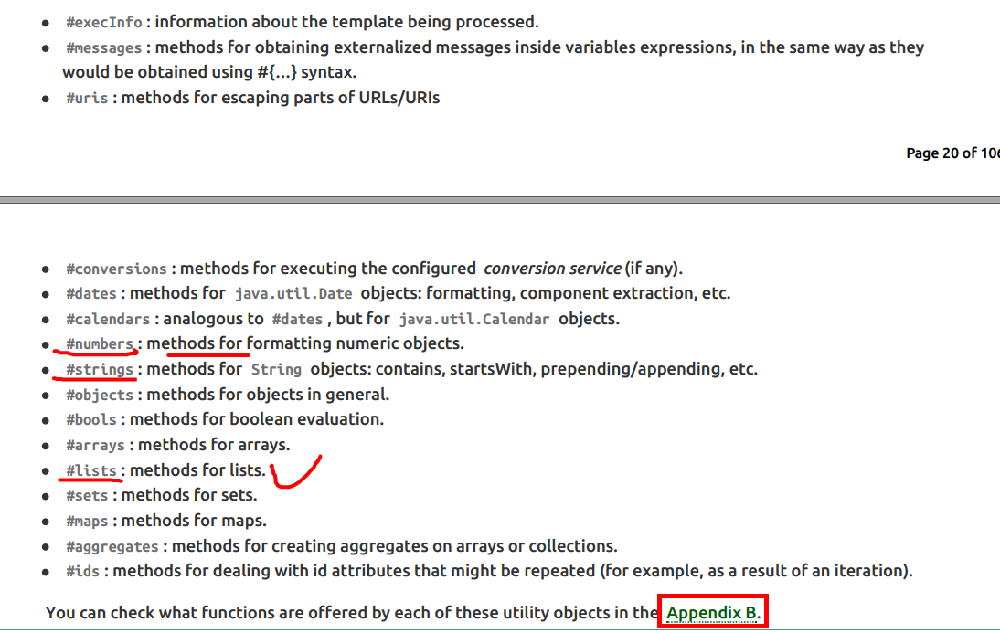 • #execInfo : information about the template being processed.
• #messages : methods for obtaining externalized messages inside variables expressions, in the same way as they
would be obtained using #{…} syntax.
• #uris : methods for escaping parts of URLs/URIs
Page 20 of 106
• #conversions : methods for executing the configured conversion service (if any).
• #dates : methods for java.util.Date objects: formatting, component extraction, etc.
• #calendars : analogous to #dates , but for java.util.Calendar objects.
• #numbers : methods for formatting numeric objects.
• #strings : methods for String objects: contains, startsWith, prepending/appending, etc.
• #objects : methods for objects in general.
• #bools : methods for boolean evaluation.
• #arrays : methods for arrays.
• #lists : methods for lists.
• #sets : methods for sets.
• #maps : methods for maps.
• #aggregates : methods for creating aggregates on arrays or collections.
• #ids : methods for dealing with id attributes that might be repeated (for example, as a result of an iteration).
You can check what functions are offered by each of these utility objects in the Appendix B.